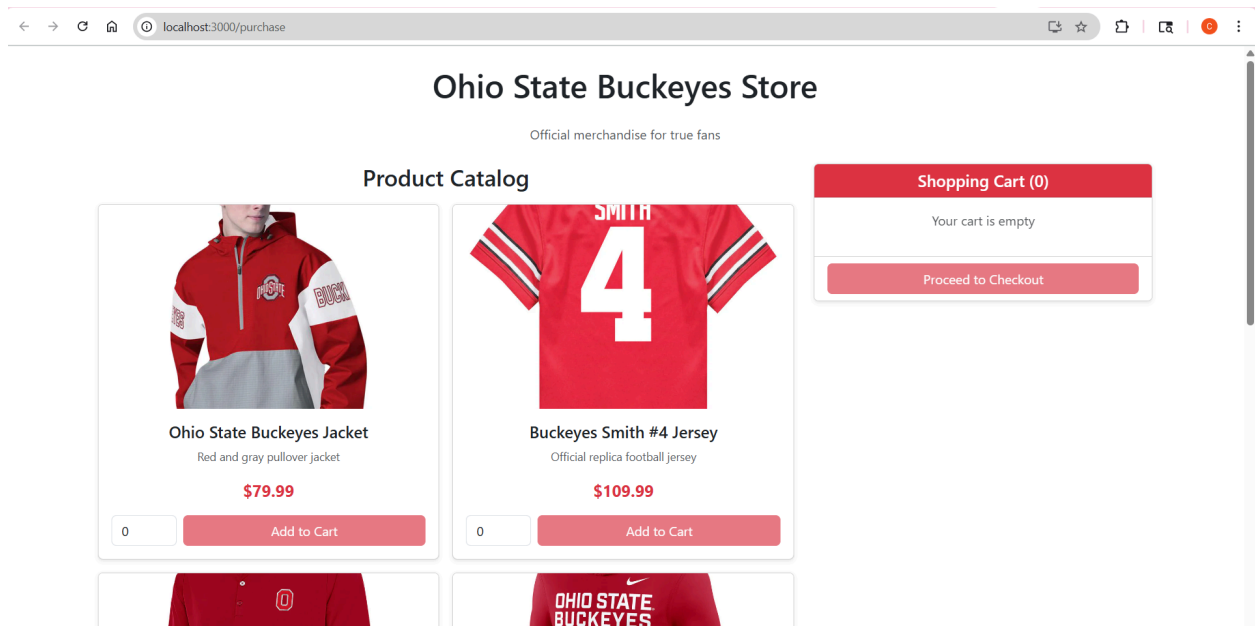 localhost:3000/purchase
C
Ohio State Buckeyes Store
Official merchandise for true fans
Product Catalog
Shopping Cart (0)
Your cart is empty
Proceed to Checkout
OHIO STATE
SMITH
4
Ohio State Buckeyes Jacket
Red and gray pullover jacket
$79.99
0
Add to Cart
Buckeyes Smith #4 Jersey
Official replica football jersey
$109.99
0
Add to Cart
O
OHIO STATE
BUCKEYES